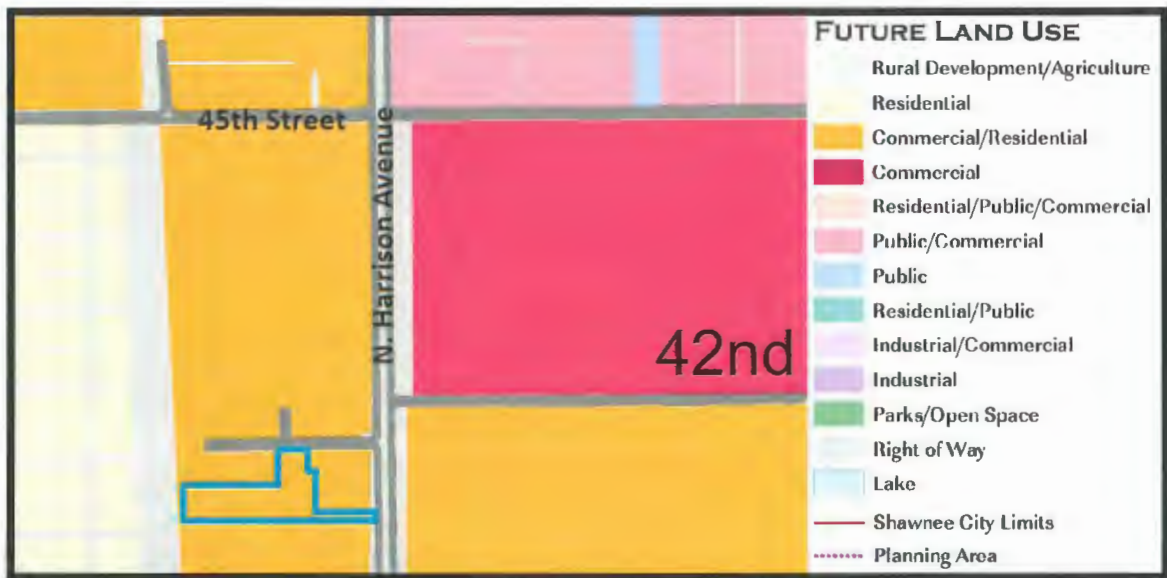 45th Street
N. Harrison Avenue
42nd
FUTURE LAND USE
Rural Development/Agriculture
Residential
Commercial/Residential
Commercial
Residential/Public/Commercial
Public/Commercial
Public
Residential/Public
Industrial/Commercial
Industrial
Parks/Open Space
Right of Way
Lake
Shawnee City Limits
Planning Area